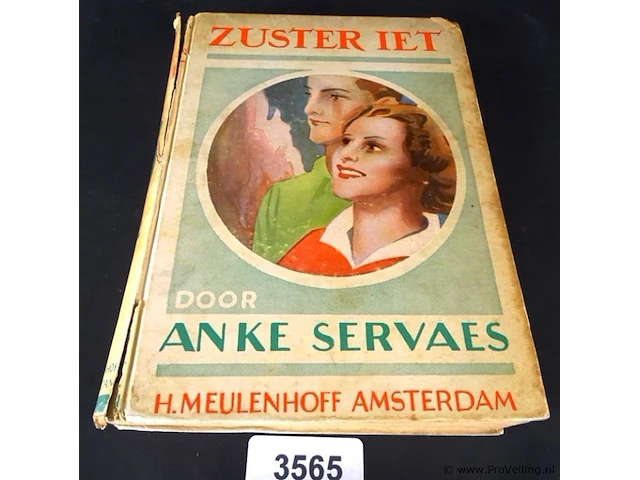 ZUSTER IET
DOOR
ANKE SERVAES
H. MEULENHOFF AMSTERDAM
3565
© www.ProVeiling.nl